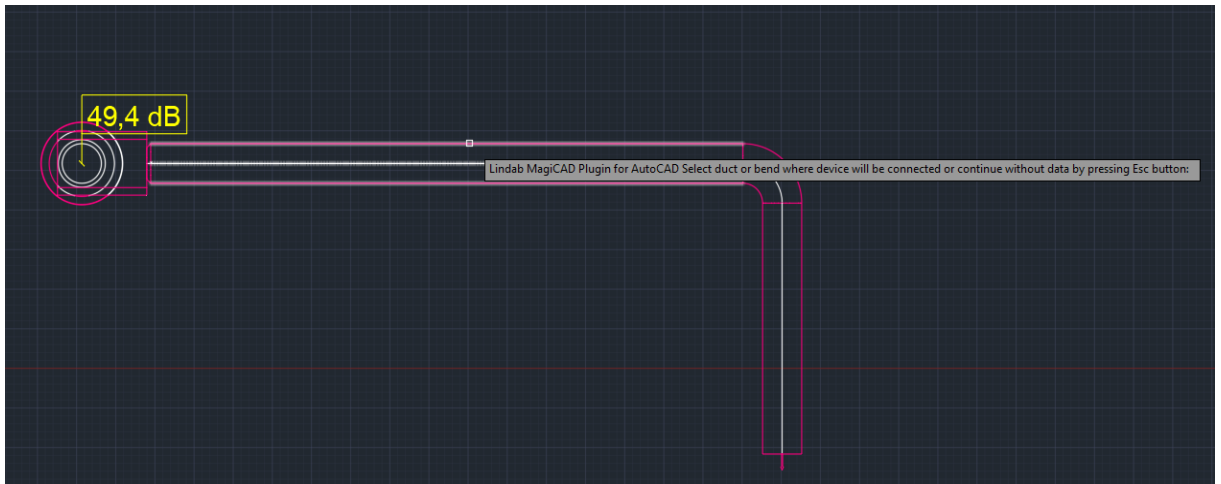 49,4 dB
Lindab MagiCAD Plugin for AutoCAD Select duct or bend where device will be connected or continue without data by pressing Esc button: